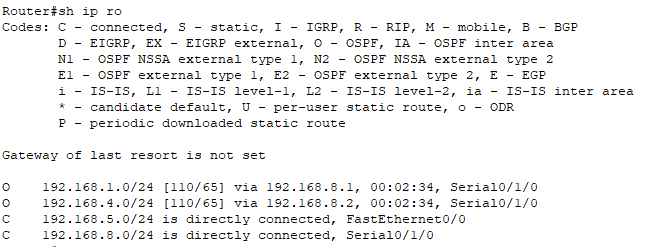 Router#sh ip ro
Codes: C - connected, S - static, I - IGRP, R - RIP, M - mobile, B - BGP
D - EIGRP, EX - EIGRP external, O - OSPF, IA - OSPF inter area
N1 - OSPF NSSA external type 1, N2 - OSPF NSSA external type 2
E1 - OSPF external type 1, E2 - OSPF external type 2, E - EGP
i - IS-IS, L1 - IS-IS level-1, L2 - IS-IS level-2, ia - IS-IS inter area
* - candidate default, U - per-user static route, o - ODR
P - periodic downloaded static route
Gateway of last resort is not set
O 192.168.1.0/24 [110/65] via 192.168.8.1, 00:02:34, Serial0/1/0
O 192.168.4.0/24 [110/65] via 192.168.8.2, 00:02:34, Serial0/1/0
C 192.168.5.0/24 is directly connected, FastEthernet0/0
C 192.168.8.0/24 is directly connected, Serial0/1/0